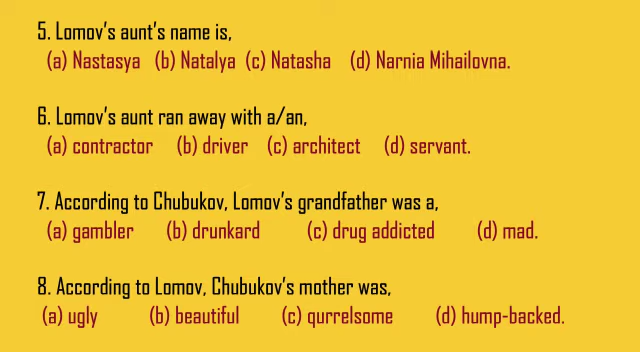 5. Lomov's aunt's name is,
(a) Nastasya (b) Natalya (c) Natasha (d) Narnia Mihailovna.
6. Lomov's aunt ran away with a/an,
(a) contractor (b) driver (c) architect (d) servant.
7. According to Chubukov, Lomov's grandfather was a,
(a) gambler (b) drunkard (c) drug addicted (d) mad.
8. According to Lomov, Chubukov's mother was,
(a) ugly (b) beautiful (c) qurrelsome (d) hump-backed.